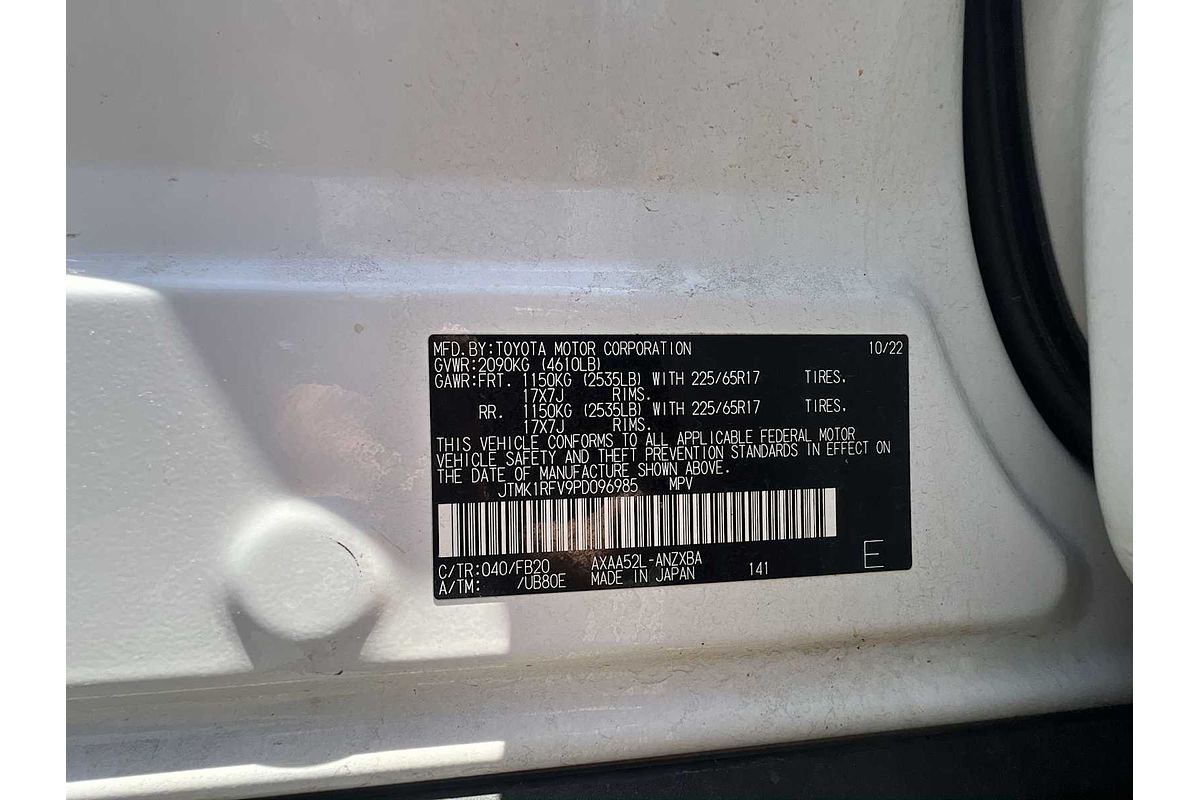 MFD.BY:TOYOTA MOTOR CORPORATION 10/22
GVWR:2090KG (4610LB)
GAWR:FRT. 1150KG (2535LB) WITH 225/65R17 TIRES.
17X7J RIMS.
RR. 1150KG (2535LB) WITH 225/65R17 TIRES.
17X7J RIMS.
THIS VEHICLE CONFORMS TO ALL APPLICABLE FEDERAL MOTOR
VEHICLE SAFETY AND THEFT PREVENTION STANDARDS IN EFFECT ON
THE DATE OF MANUFACTURE SHOWN ABOVE.
JTMK1RFV9PD096985 MPV
C/TR:040/FB20 AXAA52L-ANZXBA
A/TM: /UB80E MADE IN JAPAN 141 E